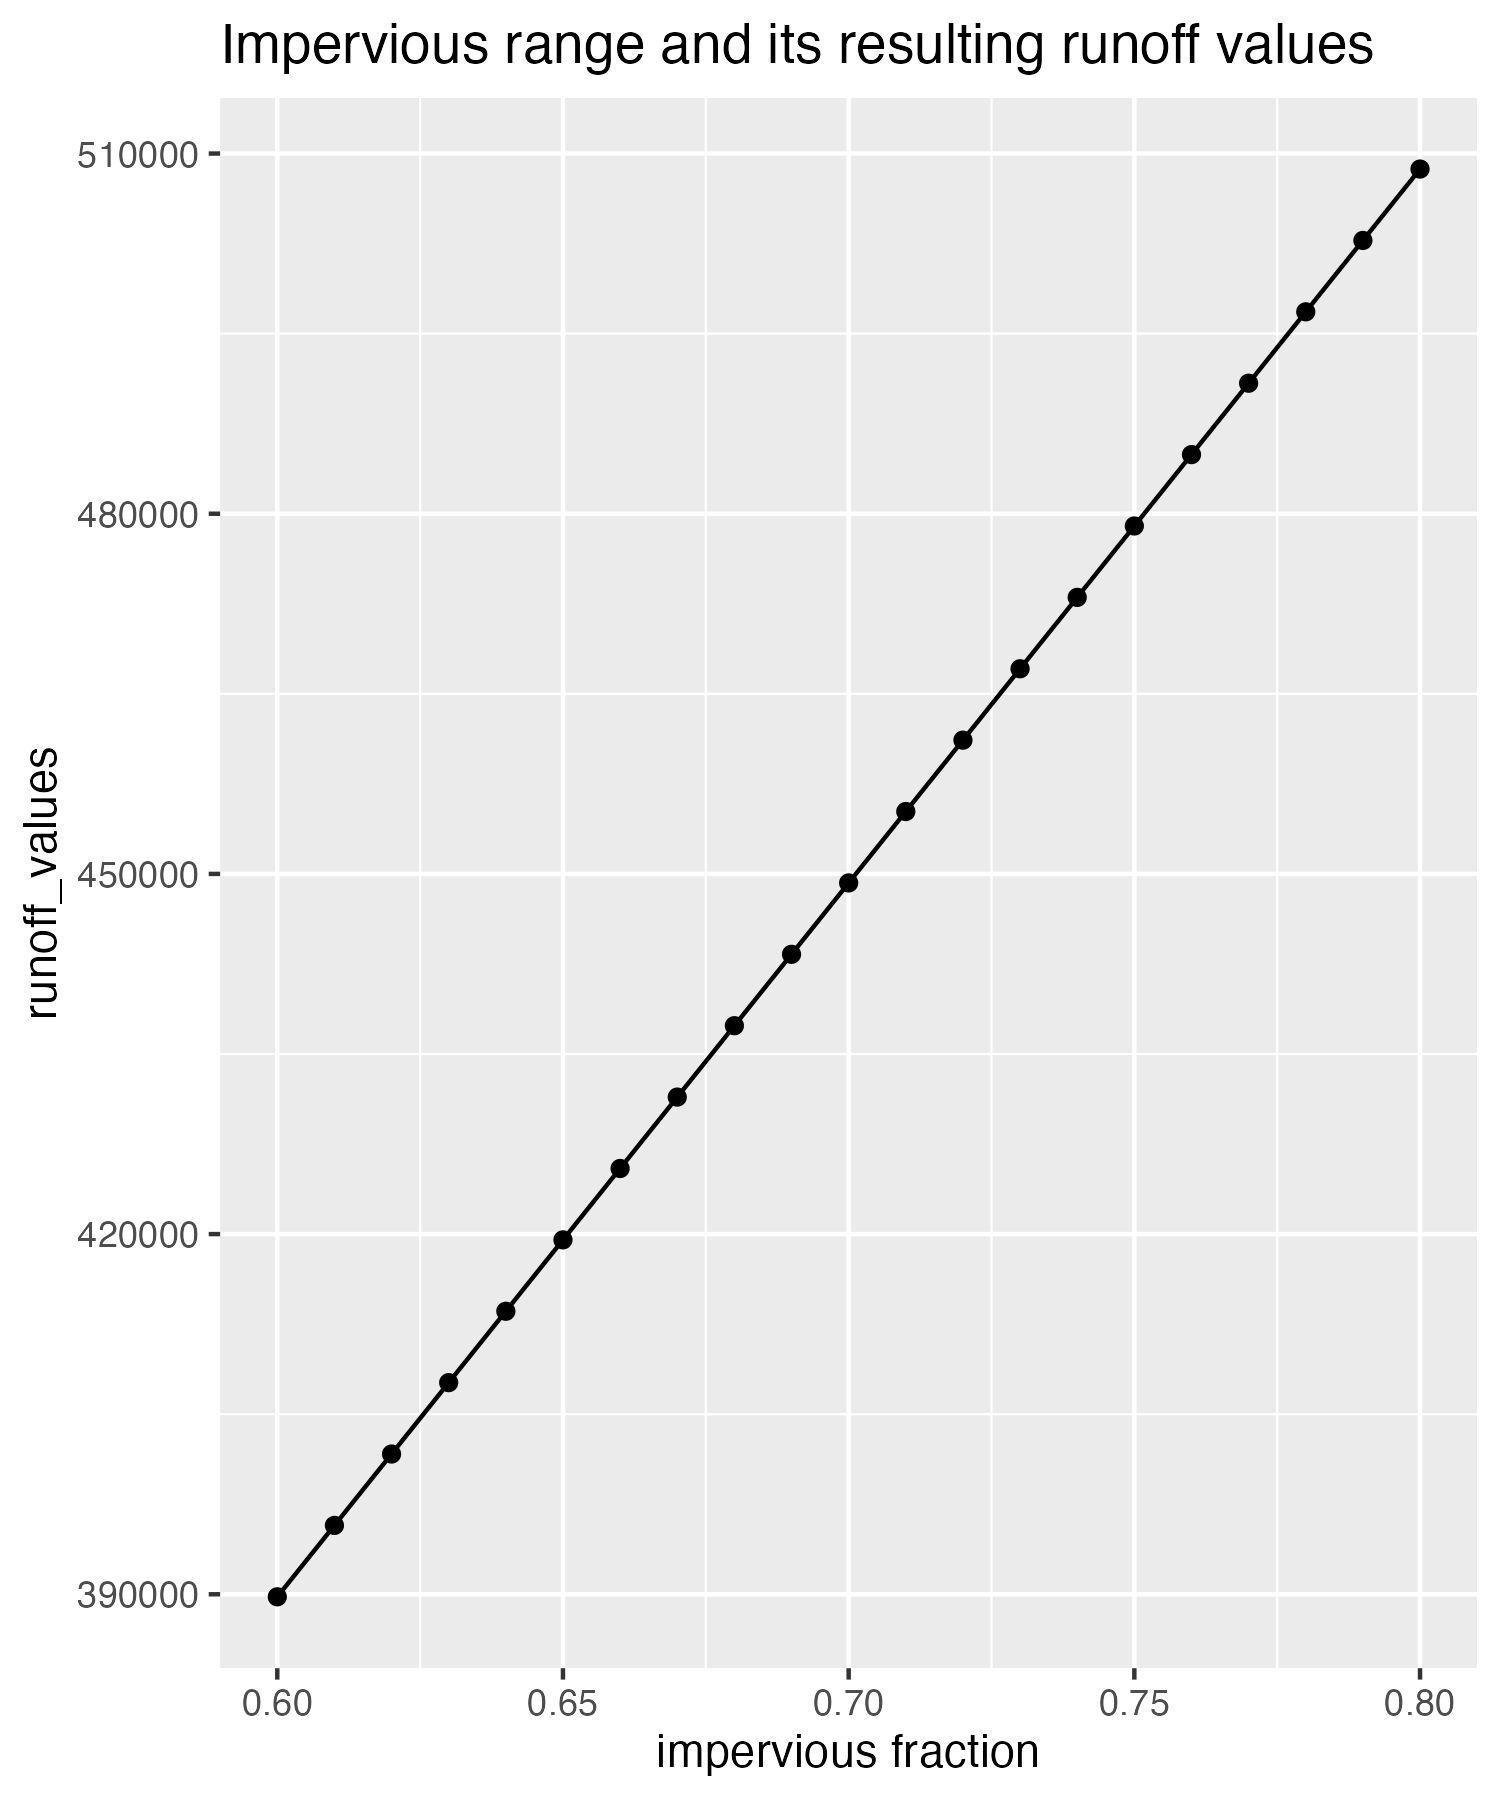 Impervious range and its resulting runoff values
510000
480000
450000
420000
390000
runoff_values
0.60 0.65 0.70 0.75 0.80
impervious fraction